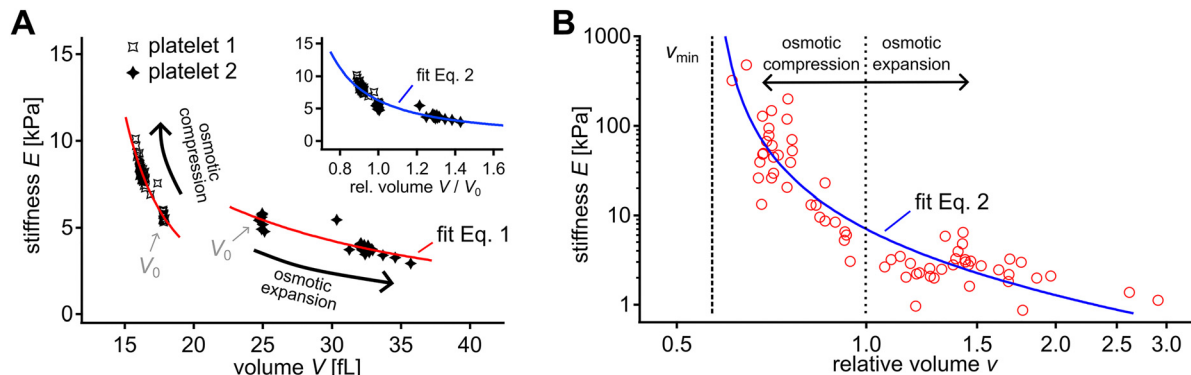 A
platelet 1
platelet 2
stiffness E [kPa]
15
10
5
0
15
20
25
30
35
40
volume V [fL]
osmotic
compression
V0
V0
osmotic
expansion
fit Eq. 1
15
10
5
0
0.8
1.0
1.2
1.4
1.6
rel. volume V / V0
fit Eq. 2
B
stiffness E [kPa]
1000
100
10
1
0.5
1.0
1.5
2.0
2.5
3.0
relative volume v
vmin
osmotic
compression
osmotic
expansion
fit Eq. 2